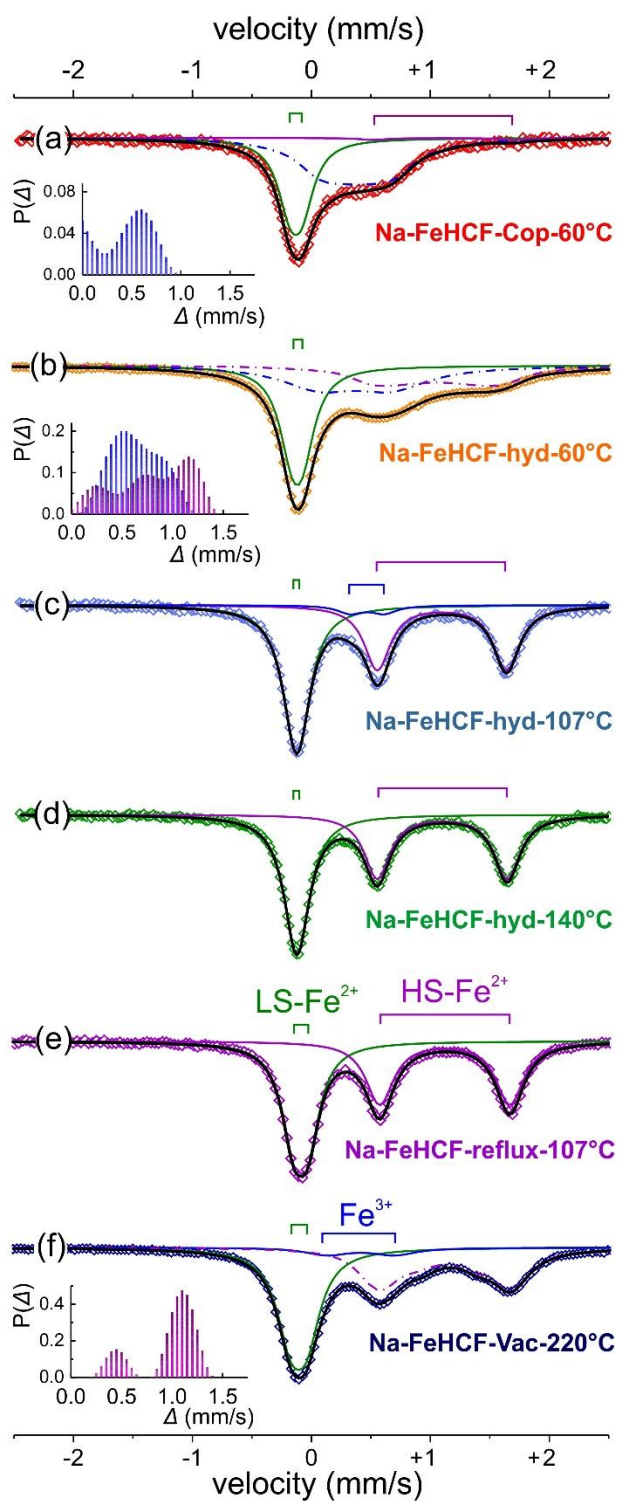 velocity (mm/s)
-2 -1 0 +1 +2
(a)
P(Δ)
0.08
0.04
0.00
0.0 0.5 1.0 1.5
Δ (mm/s)
Na-FeHCF-Cop-60°C
(b)
P(Δ)
0.2
0.1
0.0
0.0 0.5 1.0 1.5
Δ (mm/s)
Na-FeHCF-hyd-60°C
(c)
Na-FeHCF-hyd-107°C
(d)
Na-FeHCF-hyd-140°C
LS-Fe²⁺ HS-Fe²⁺
(e)
Na-FeHCF-reflux-107°C
Fe³⁺
(f)
P(Δ)
0.4
0.2
0.0
0.0 0.5 1.0 1.5
Δ (mm/s)
Na-FeHCF-Vac-220°C
-2 -1 0 +1 +2
velocity (mm/s)